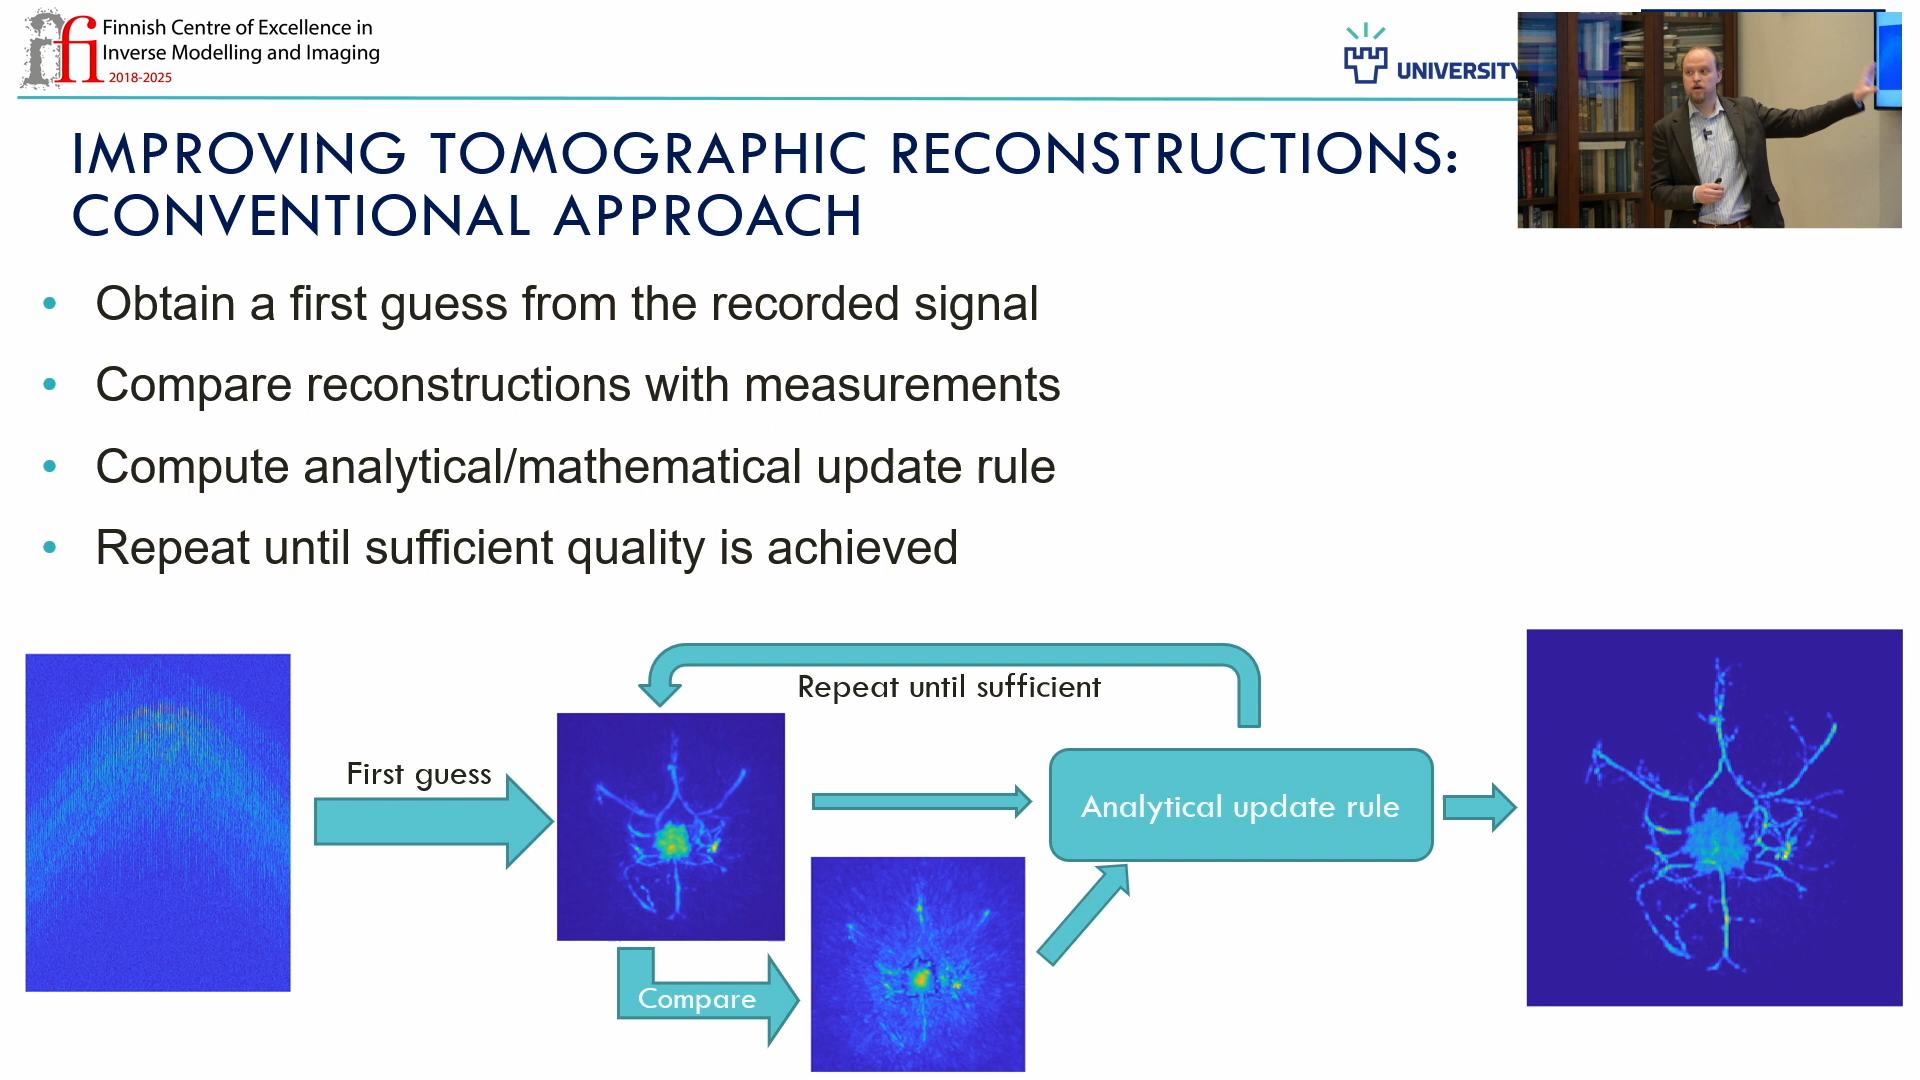 Finnish Centre of Excellence in
Inverse Modelling and Imaging
2018-2025
UNIVERSITY
IMPROVING TOMOGRAPHIC RECONSTRUCTIONS:
CONVENTIONAL APPROACH
• Obtain a first guess from the recorded signal
• Compare reconstructions with measurements
• Compute analytical/mathematical update rule
• Repeat until sufficient quality is achieved
Repeat until sufficient
First guess
Analytical update rule
Compare